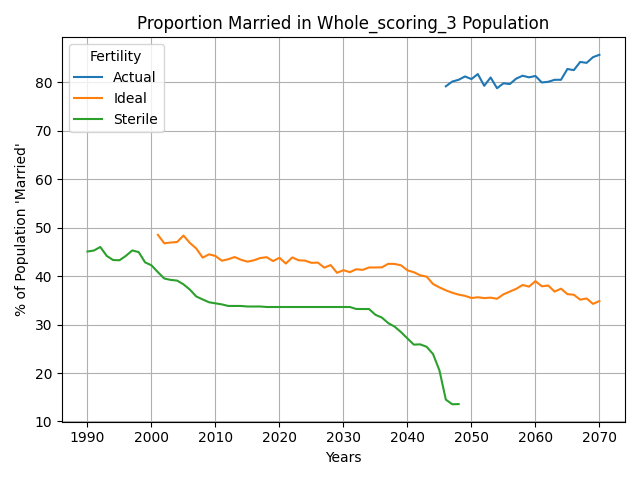 Proportion Married in Whole_scoring_3 Population
Fertility
Actual
Ideal
Sterile
% of Population 'Married'
80
70
60
50
40
30
20
10
1990 2000 2010 2020 2030 2040 2050 2060 2070
Years